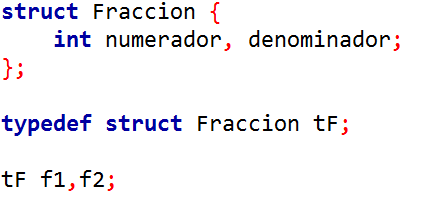 struct Fraccion {
    int numerador, denominador;
};

typedef struct Fraccion tF;

tF f1,f2;